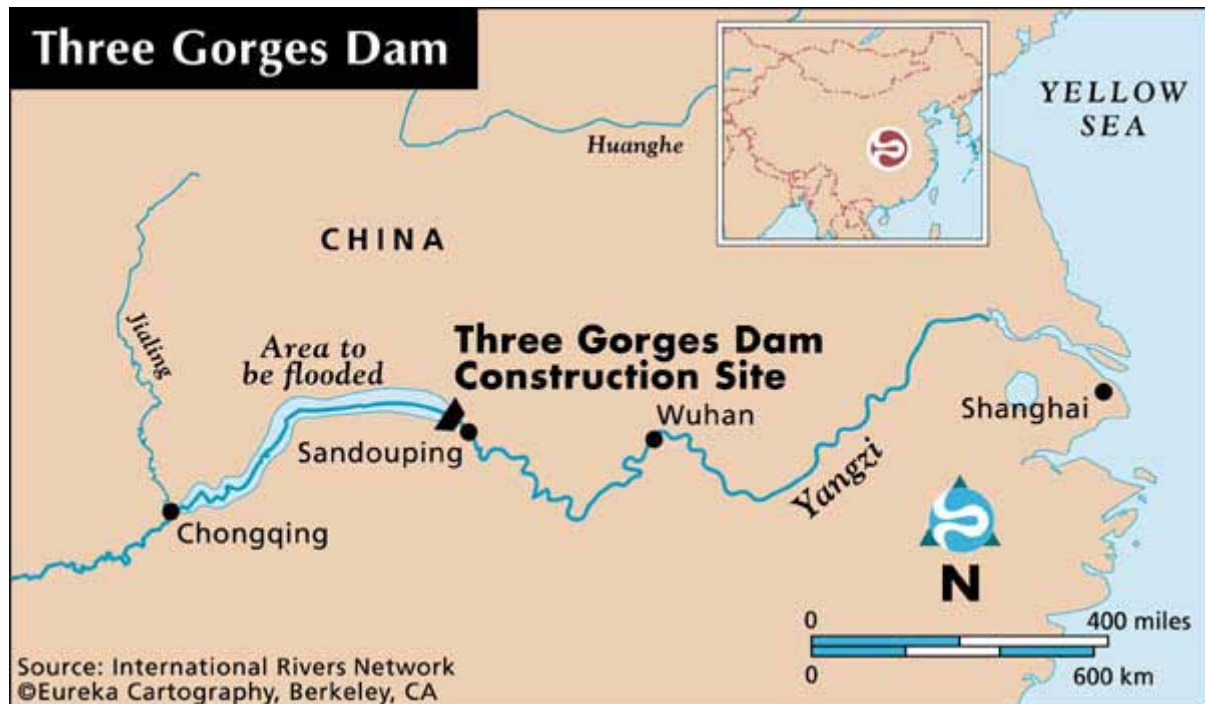 Three Gorges Dam
YELLOW
SEA
Huanghe
CHINA
Jialing
Area to
be flooded
Three Gorges Dam
Construction Site
Wuhan
Shanghai
Sandouping
Yangzi
Chongqing
N
0
400 miles
0
600 km
Source: International Rivers Network
©Eureka Cartography, Berkeley, CA